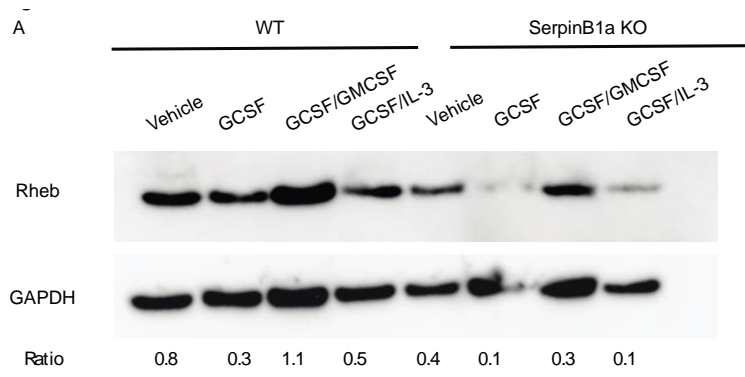 A
WT SerpinB1a KO
Vehicle GCSF GCSF/GMCSF GCSF/IL-3 Vehicle GCSF GCSF/GMCSF GCSF/IL-3
Rheb
GAPDH
Ratio 0.8 0.3 1.1 0.5 0.4 0.1 0.3 0.1